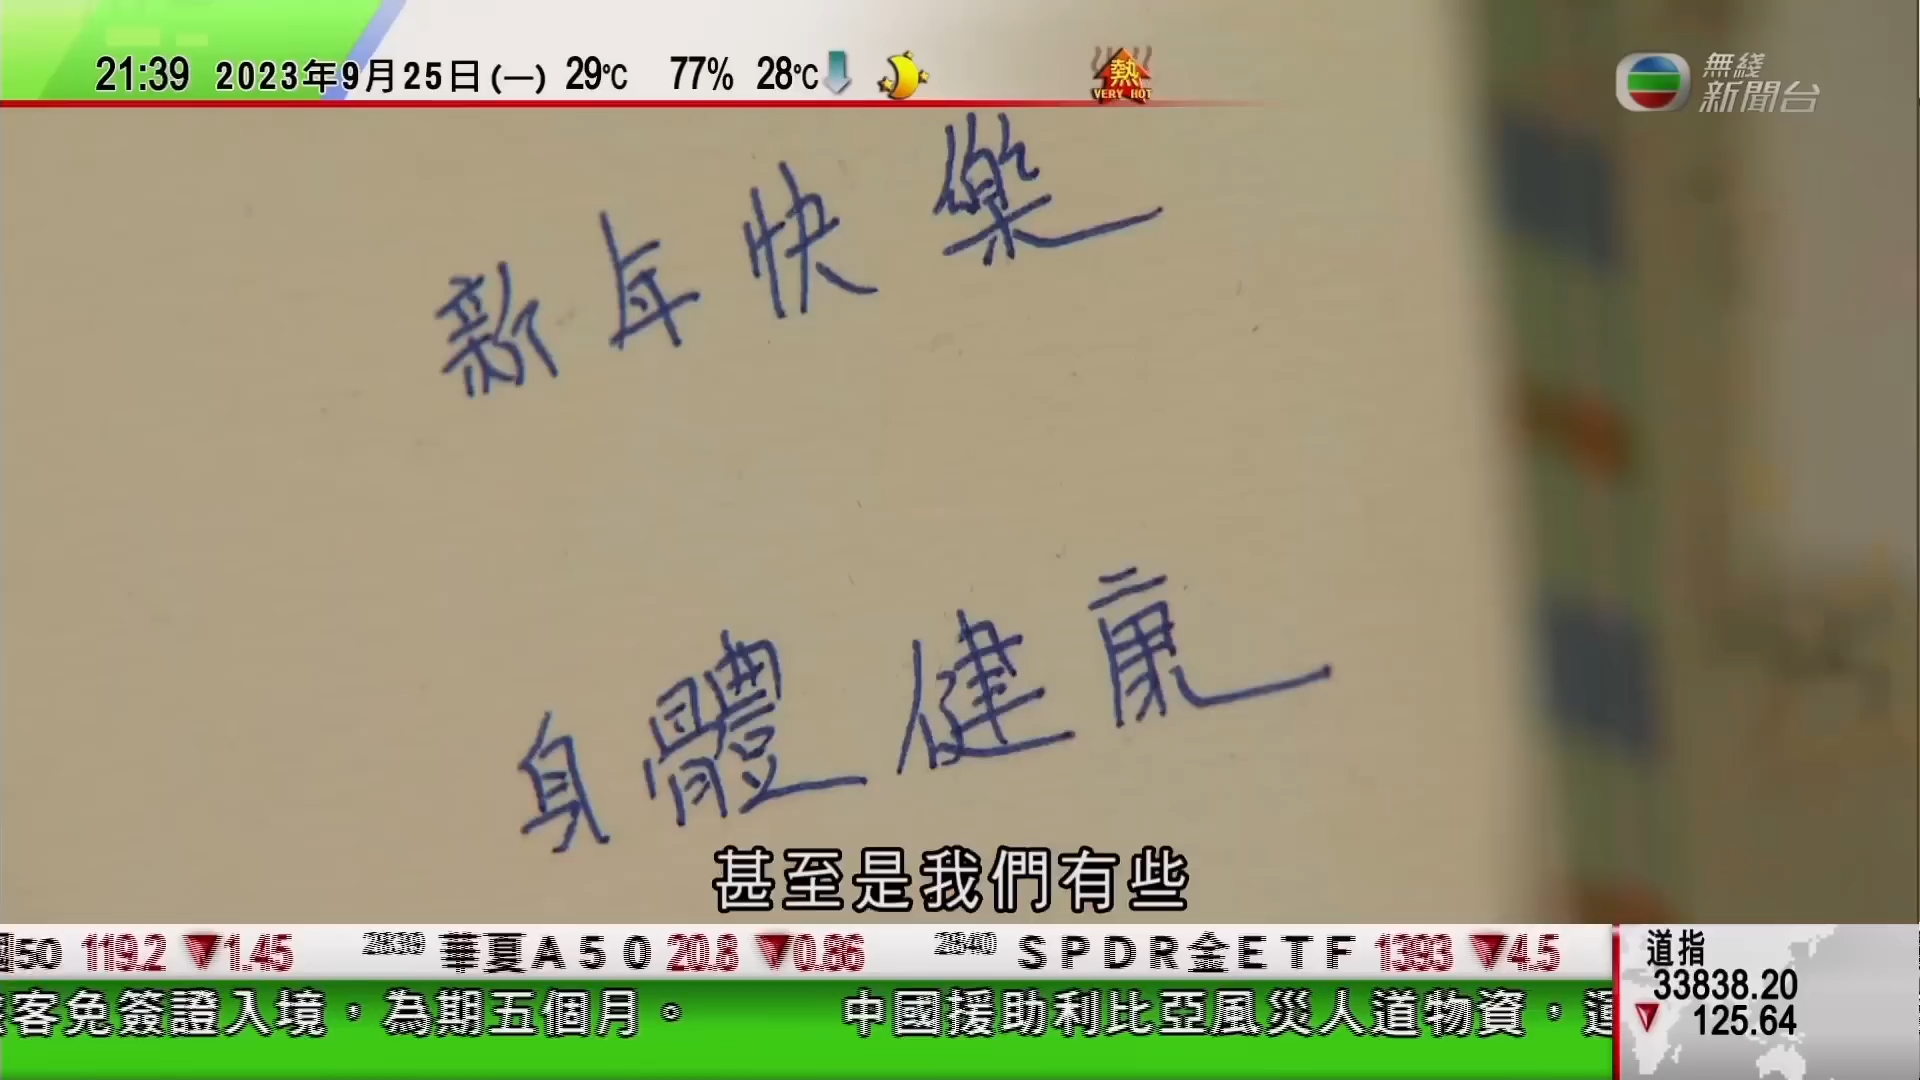 21:39 2023年9月25日(一) 29℃ 77% 28℃
熱
VERY HOT
無綫
新聞台
新年快樂
身體健康
甚至是我們有些
50 119.2 ▼1.45 2839 華夏A50 20.8 ▼0.86 2840 SPDR金ETF 1393 ▼4.5
客免簽證入境，為期五個月。 中國援助利比亞風災人道物資，
道指
33838.20
▼ 125.64